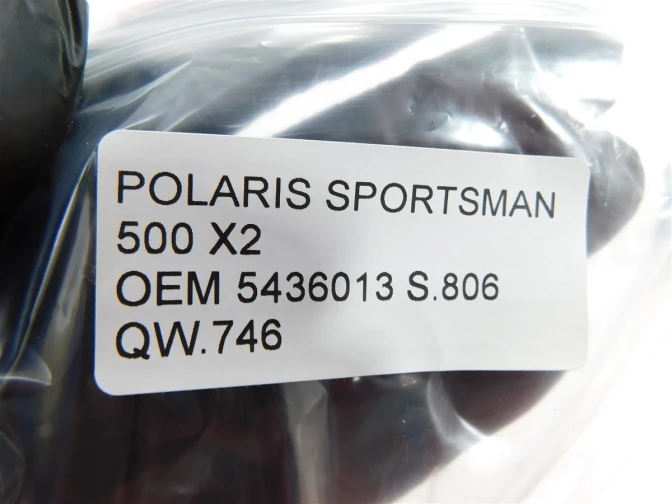 POLARIS SPORTSMAN
500 X2
OEM 5436013 S.806
QW.746